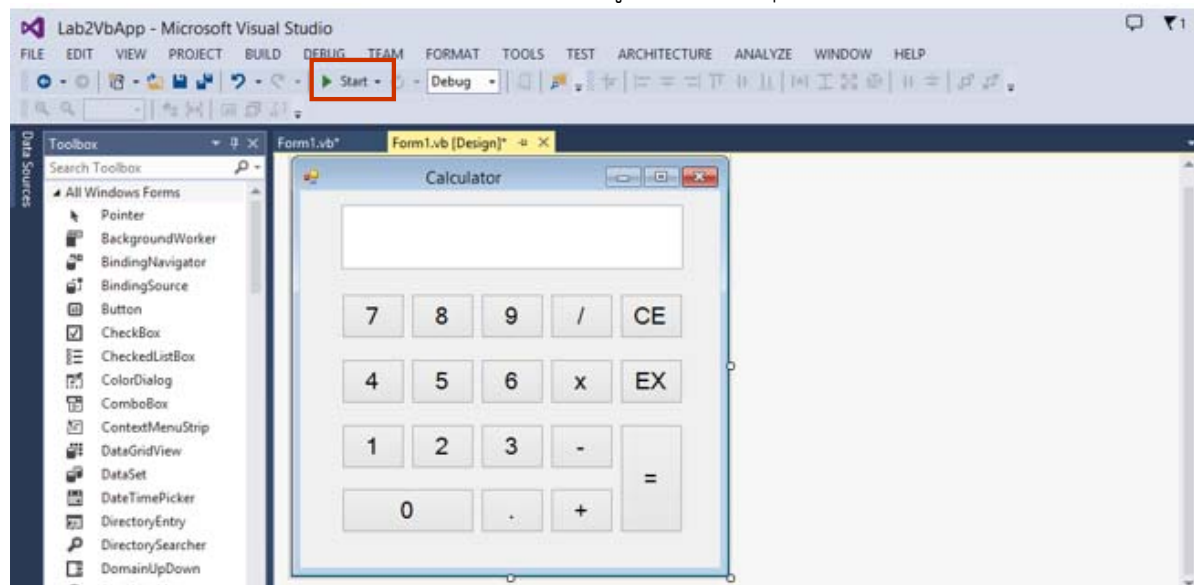 Lab2VbApp - Microsoft Visual Studio
1
FILE EDIT VIEW PROJECT BUILD DEBUG TEAM FORMAT TOOLS TEST ARCHITECTURE ANALYZE WINDOW HELP
Start Debug
Data Sources
Toolbox
Form1.vb* Form1.vb [Design]*
Search Toolbox
All Windows Forms
Pointer
BackgroundWorker
BindingNavigator
BindingSource
Button
CheckBox
CheckedListBox
ColorDialog
ComboBox
ContextMenuStrip
DataGridView
DataSet
DateTimePicker
DirectoryEntry
DirectorySearcher
DomainUpDown
Calculator
7 8 9 / CE
4 5 6 x EX
1 2 3 -
=
0 . +